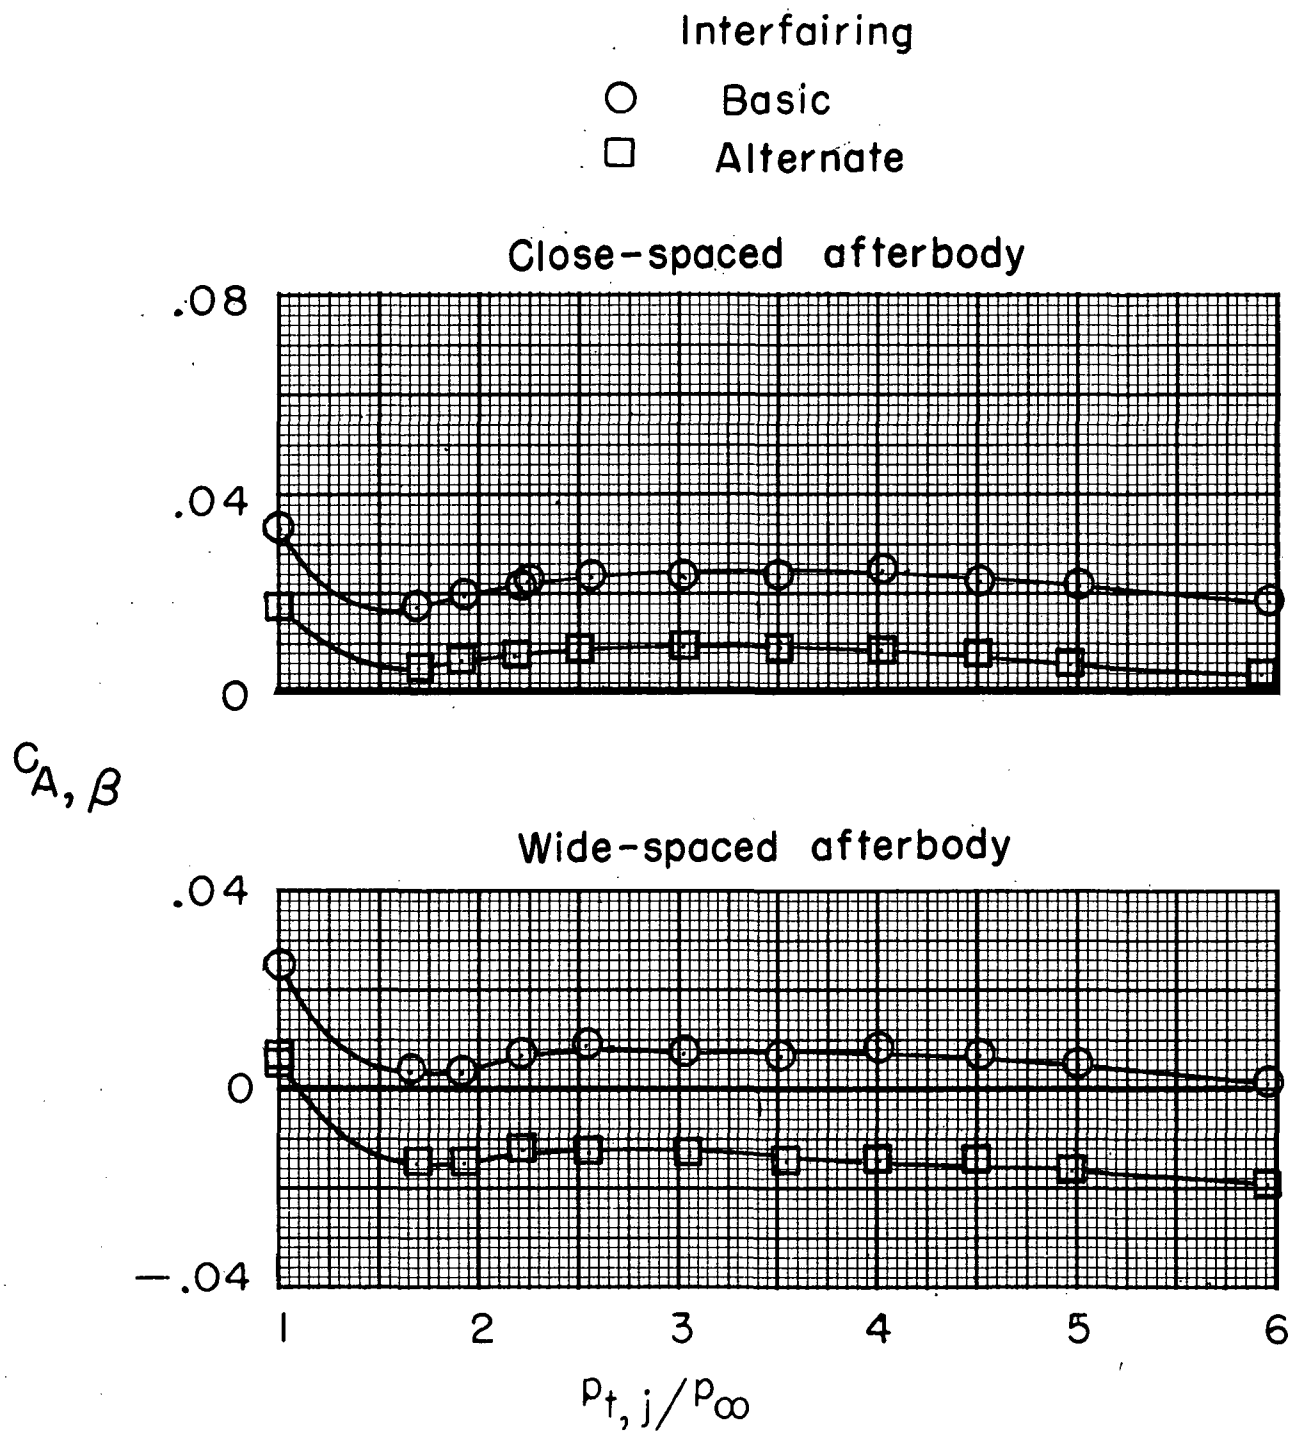 Interfairing
Basic
Alternate
Close-spaced afterbody
.08
.04
0
C_A, β
Wide-spaced afterbody
.04
0
-.04
1 2 3 4 5 6
p_t, j/p_∞